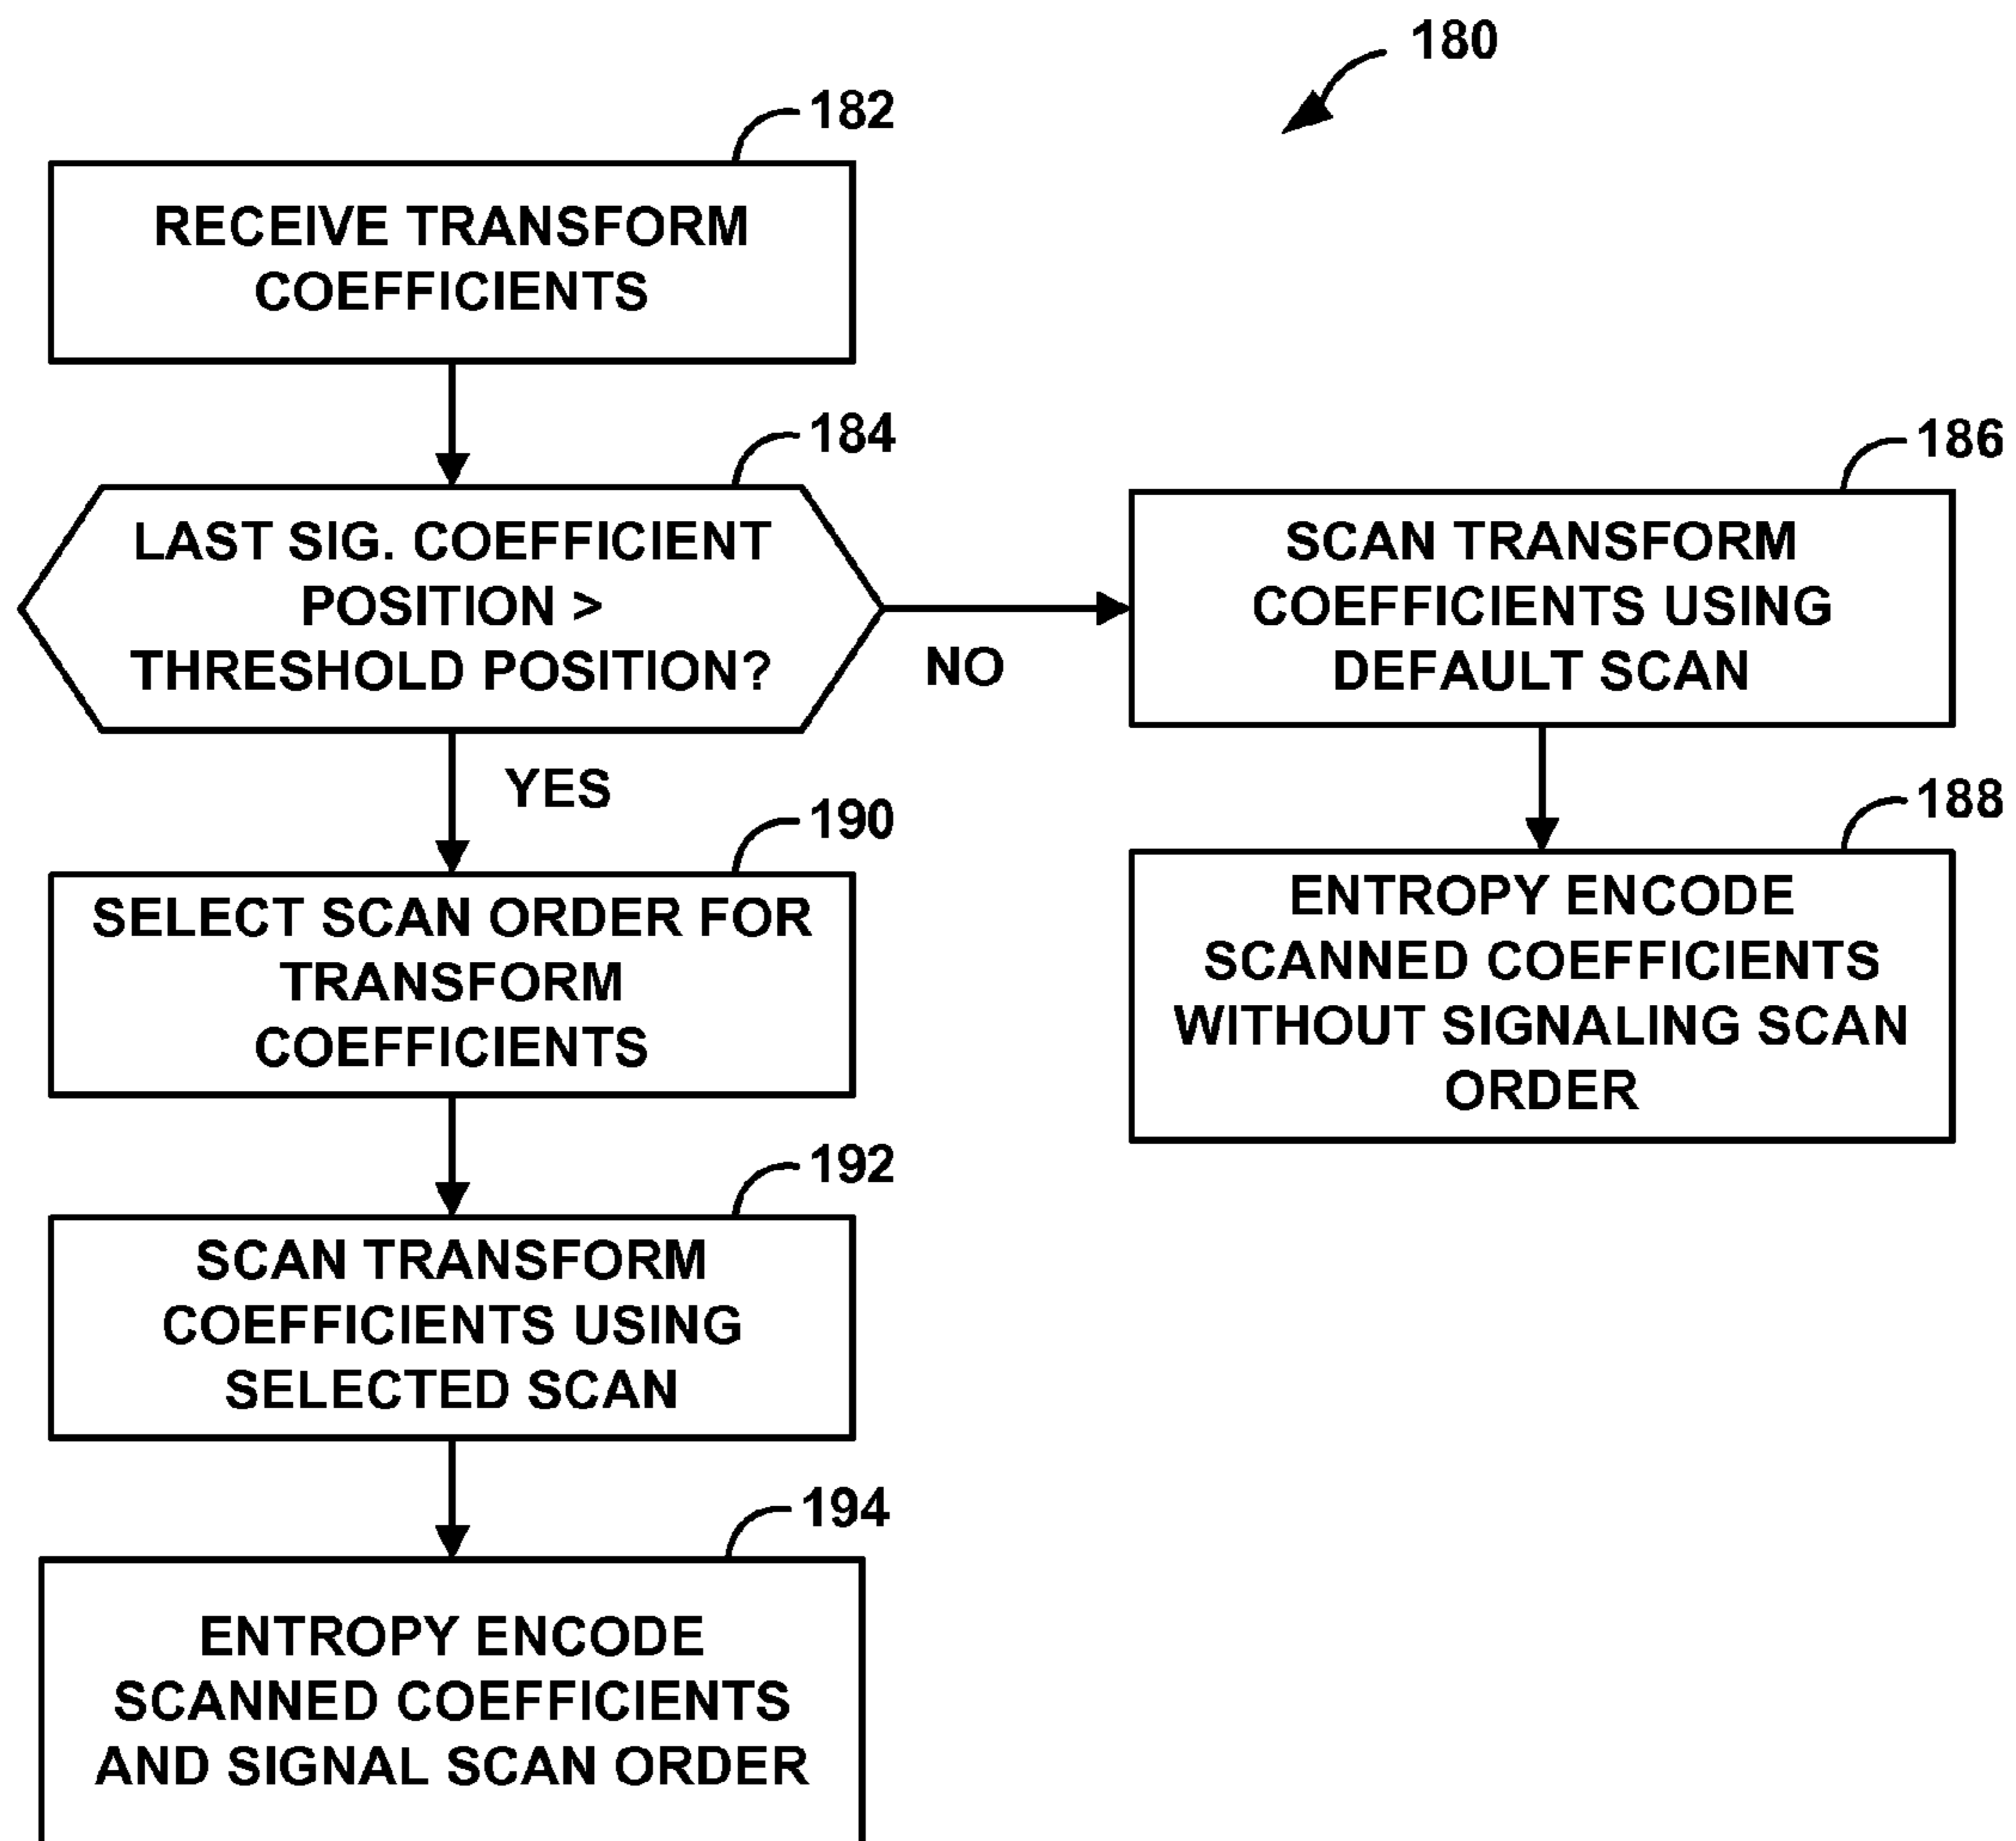 180
182
RECEIVE TRANSFORM
COEFFICIENTS
184
LAST SIG. COEFFICIENT
POSITION >
THRESHOLD POSITION?
NO
YES
186
SCAN TRANSFORM
COEFFICIENTS USING
DEFAULT SCAN
188
ENTROPY ENCODE
SCANNED COEFFICIENTS
WITHOUT SIGNALING SCAN
ORDER
190
SELECT SCAN ORDER FOR
TRANSFORM
COEFFICIENTS
192
SCAN TRANSFORM
COEFFICIENTS USING
SELECTED SCAN
194
ENTROPY ENCODE
SCANNED COEFFICIENTS
AND SIGNAL SCAN ORDER